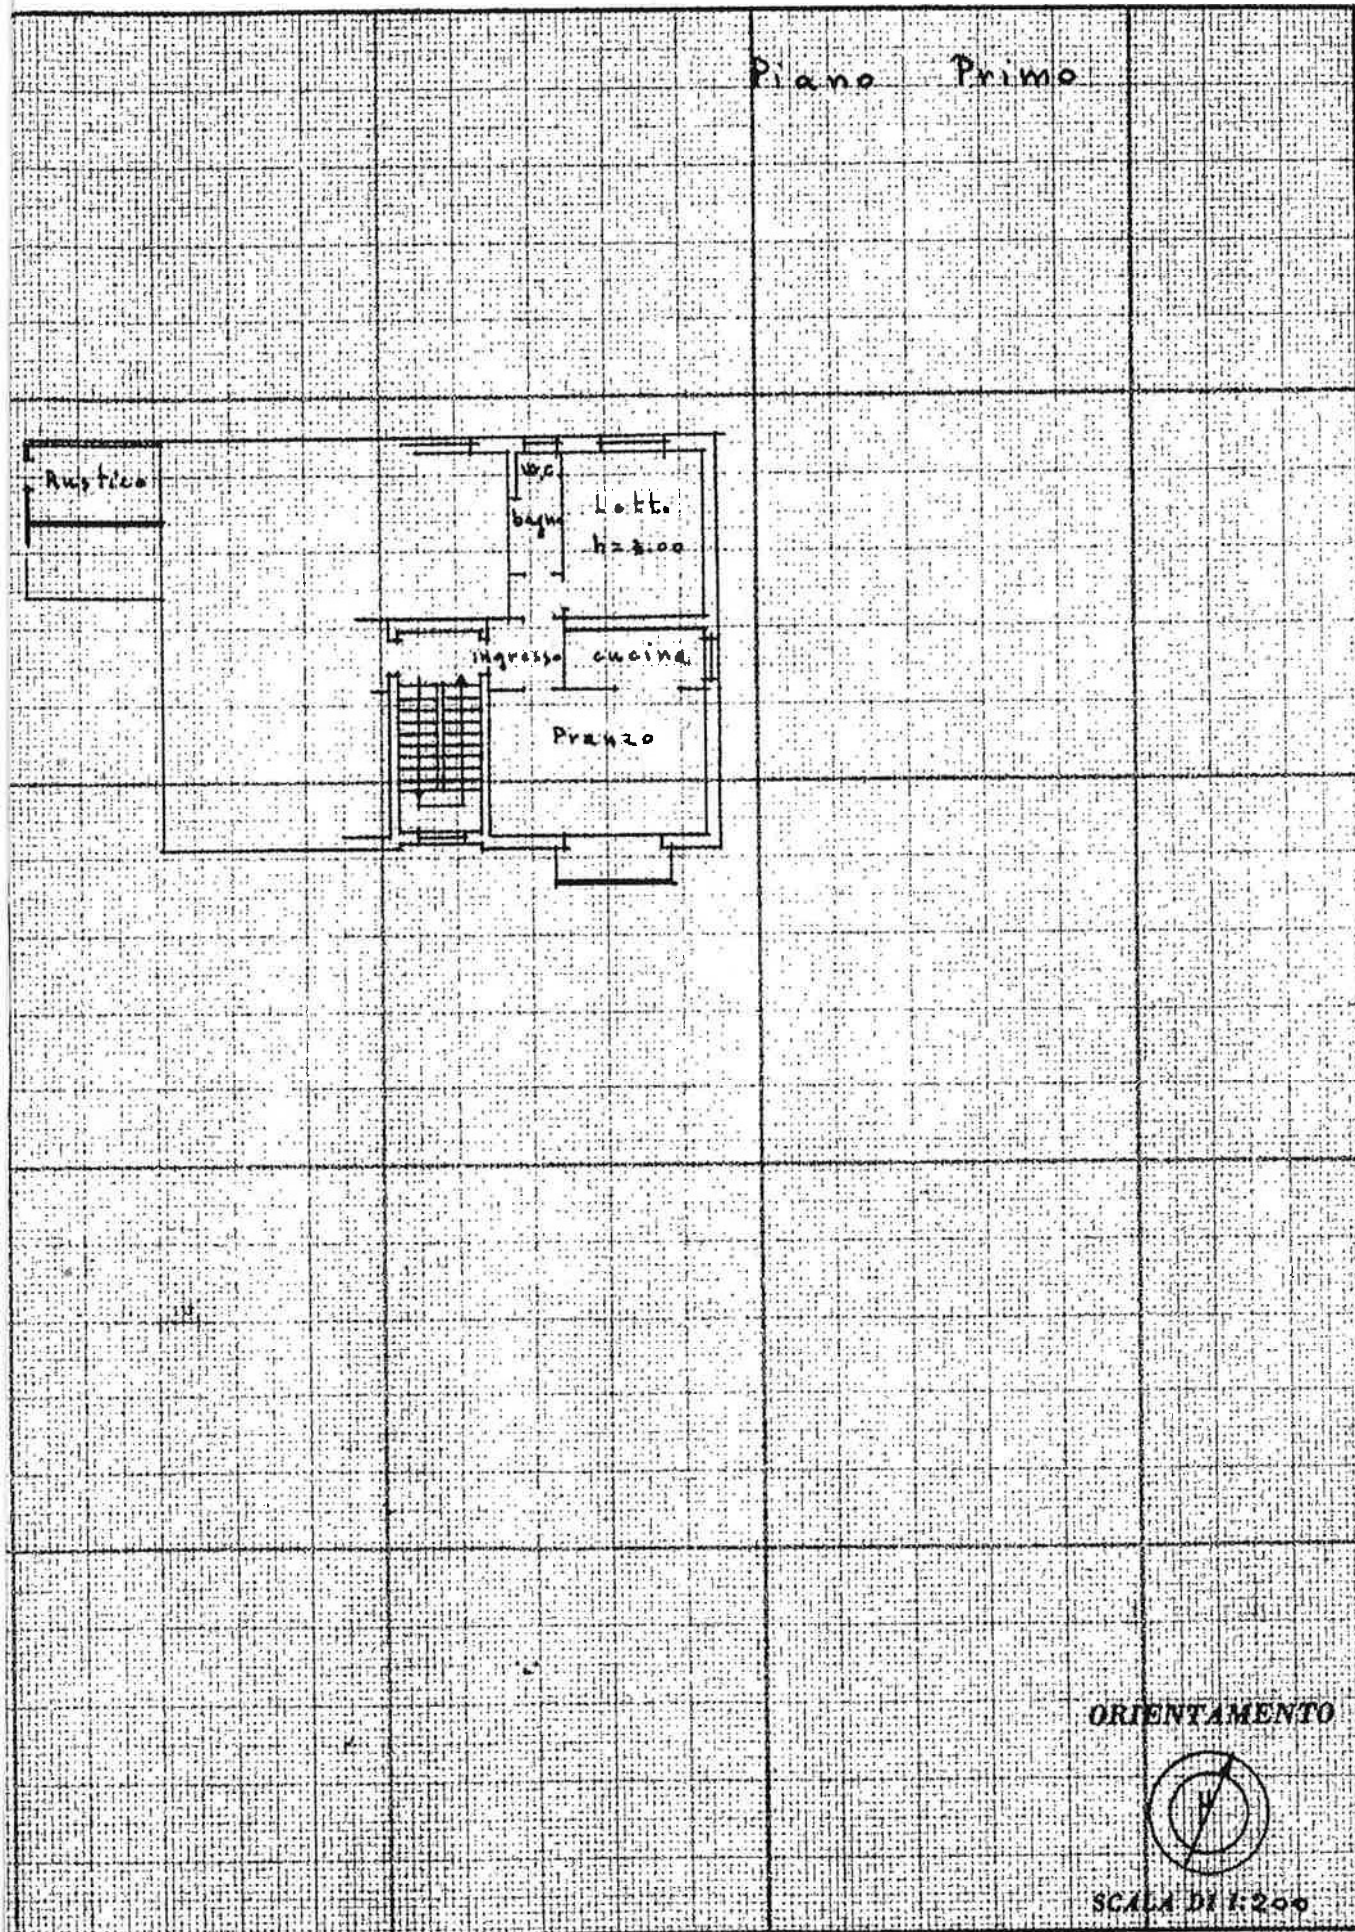 Piano Primo
Rustico
W.C.
Letto
h=3.00
bagno
ingresso
cucina
Pranzo
ORIENTAMENTO
N
SCALA DI 1:200